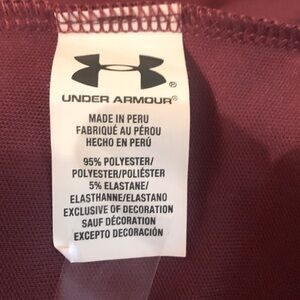 UNDER ARMOUR®
MADE IN PERU
FABRIQUÉ AU PÉROU
HECHO EN PERÚ
95% POLYESTER/
POLYESTER/POLIÉSTER
5% ELASTANE/
ELASTHANNE/ELASTANO
EXCLUSIVE OF DECORATION
SAUF DÉCORATION
EXCEPTO DECORACIÓN